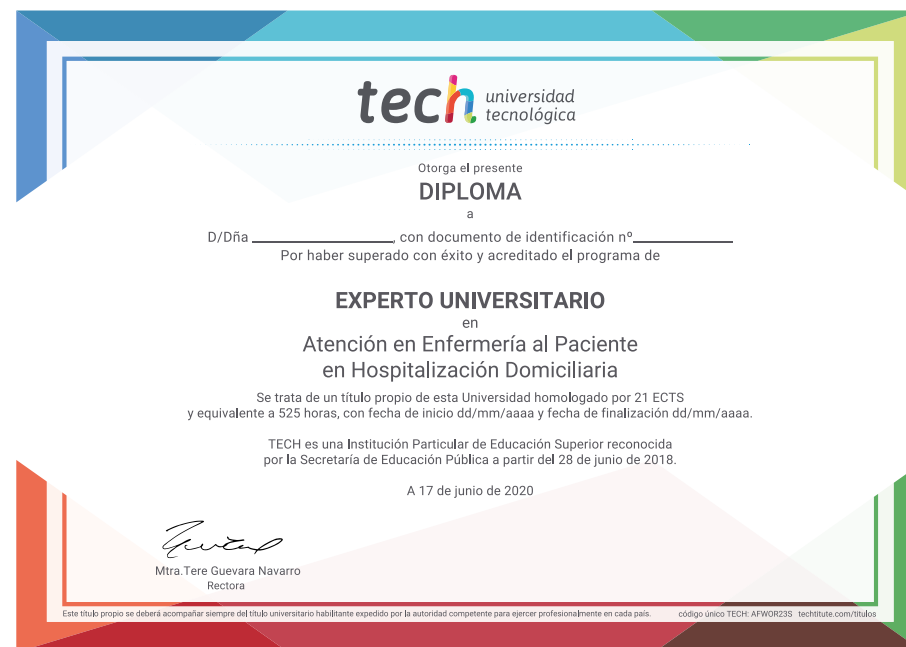 tech universidad
tecnológica
Otorga el presente
DIPLOMA
a
D/Dña ____________________, con documento de identificación nº______________
Por haber superado con éxito y acreditado el programa de
EXPERTO UNIVERSITARIO
en
Atención en Enfermería al Paciente
en Hospitalización Domiciliaria
Se trata de un título propio de esta Universidad homologado por 21 ECTS
y equivalente a 525 horas, con fecha de inicio dd/mm/aaaa y fecha de finalización dd/mm/aaaa.
TECH es una Institución Particular de Educación Superior reconocida
por la Secretaría de Educación Pública a partir del 28 de junio de 2018.
A 17 de junio de 2020
Mtra.Tere Guevara Navarro
Rectora
Este título propio se deberá acompañar siempre del título universitario habilitante expedido por la autoridad competente para ejercer profesionalmente en cada país. código único TECH: AFWOR23S techtitute.com/titulos